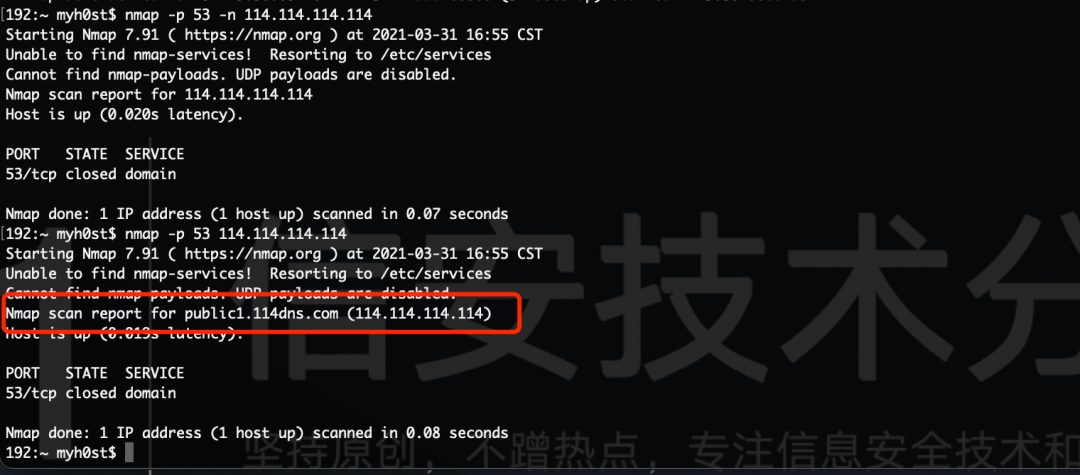 [192:~ myh0st$ nmap -p 53 -n 114.114.114.114
Starting Nmap 7.91 ( https://nmap.org ) at 2021-03-31 16:55 CST
Unable to find nmap-services!  Resorting to /etc/services
Cannot find nmap-payloads. UDP payloads are disabled.
Nmap scan report for 114.114.114.114
Host is up (0.020s latency).
PORT   STATE  SERVICE
53/tcp closed domain
Nmap done: 1 IP address (1 host up) scanned in 0.07 seconds
[192:~ myh0st$ nmap -p 53 114.114.114.114
Starting Nmap 7.91 ( https://nmap.org ) at 2021-03-31 16:55 CST
Unable to find nmap-services!  Resorting to /etc/services
Cannot find nmap-payloads. UDP payloads are disabled.
Nmap scan report for public1.114dns.com (114.114.114.114)
Host is up (0.019s latency).
PORT   STATE  SERVICE
53/tcp closed domain
Nmap done: 1 IP address (1 host up) scanned in 0.08 seconds
192:~ myh0st$
信安技术分
坚持原创，不蹭热点，专注信息安全技术和